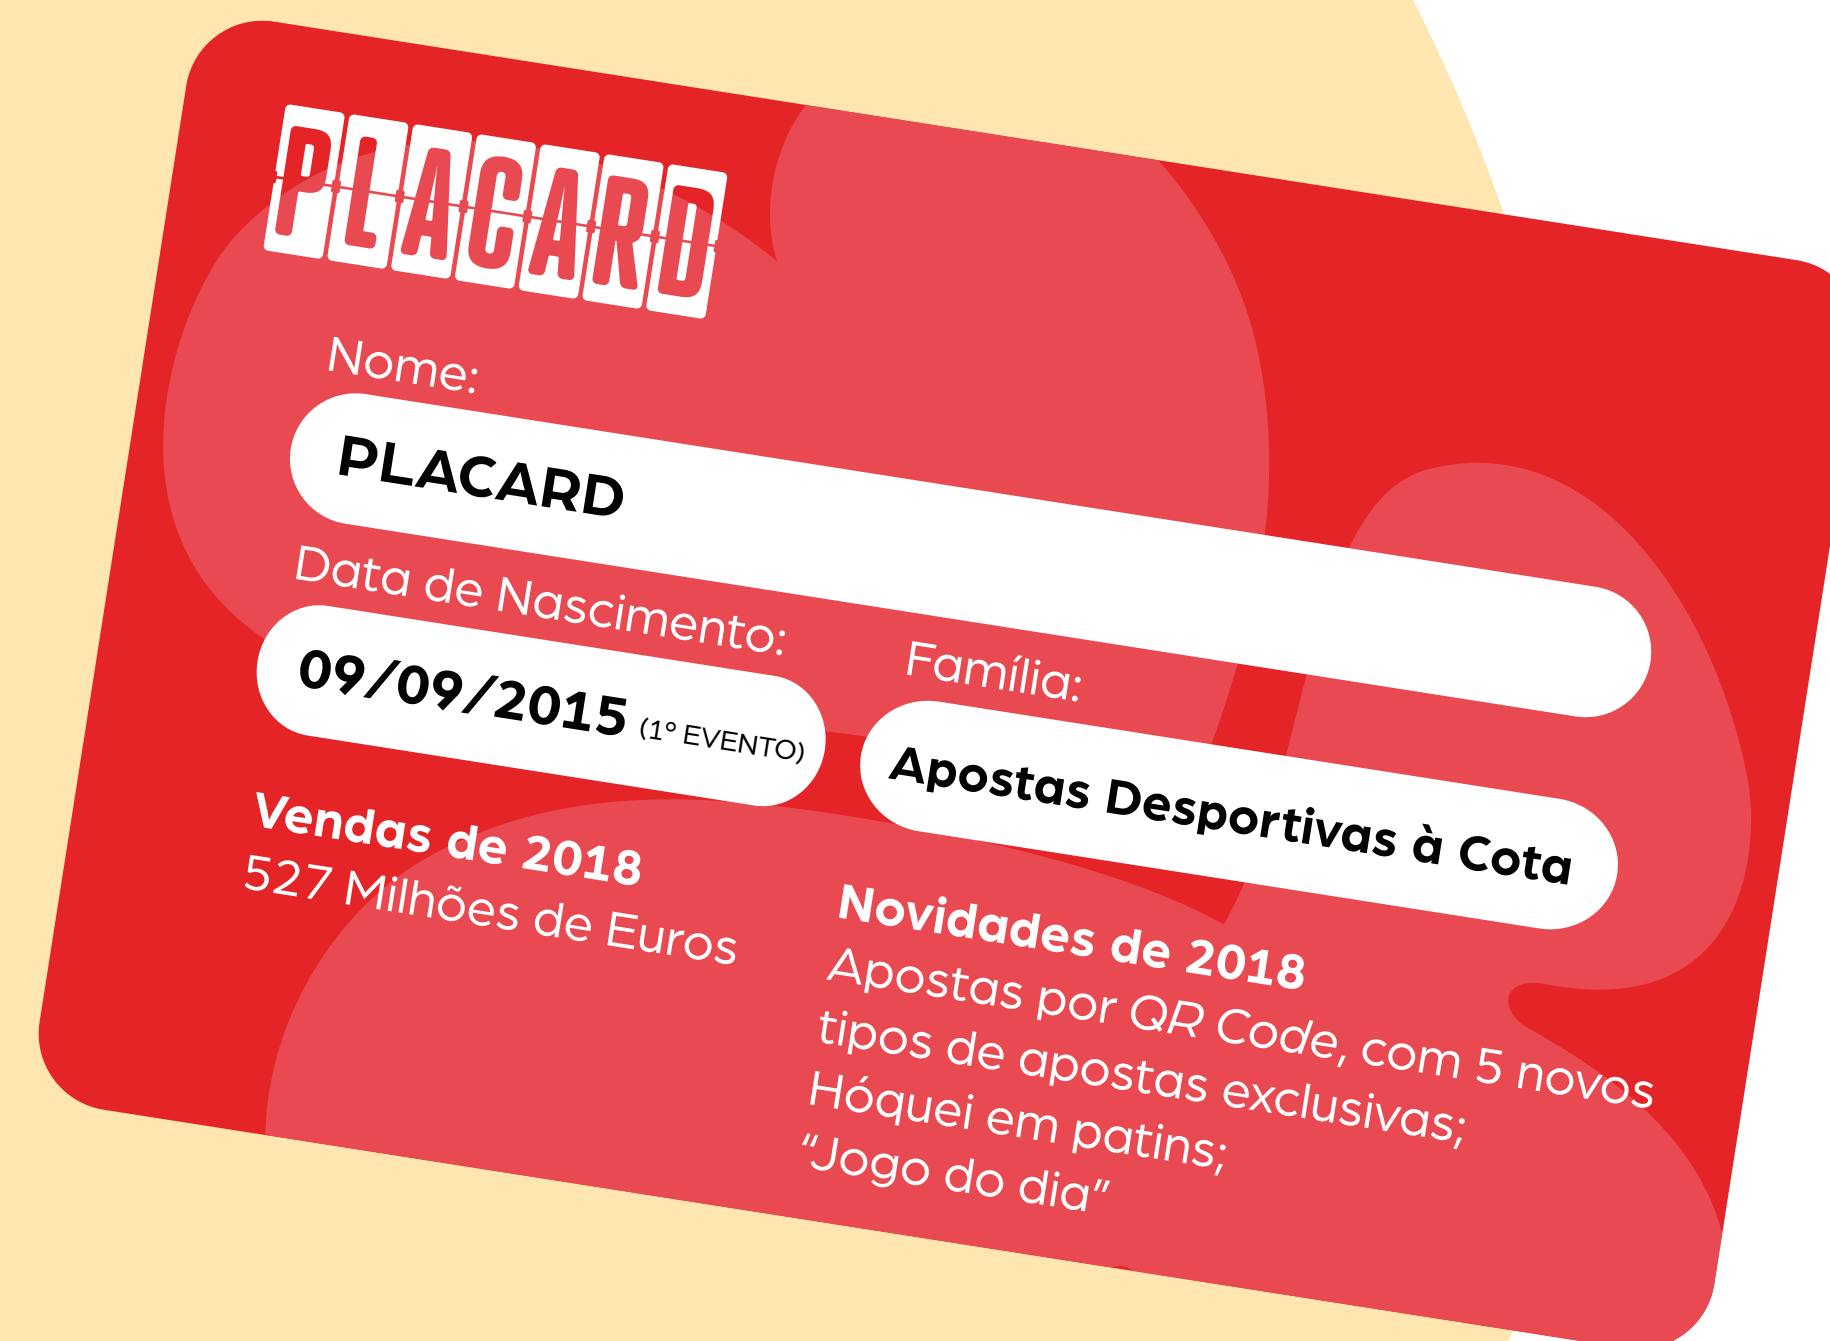 PLACARD
Nome:
PLACARD
Data de Nascimento:
09/09/2015 (1º EVENTO)
Família:
Apostas Desportivas à Cota
Vendas de 2018
527 Milhões de Euros
Novidades de 2018
Apostas por QR Code, com 5 novos
tipos de apostas exclusivas;
Hóquei em patins;
“Jogo do dia”